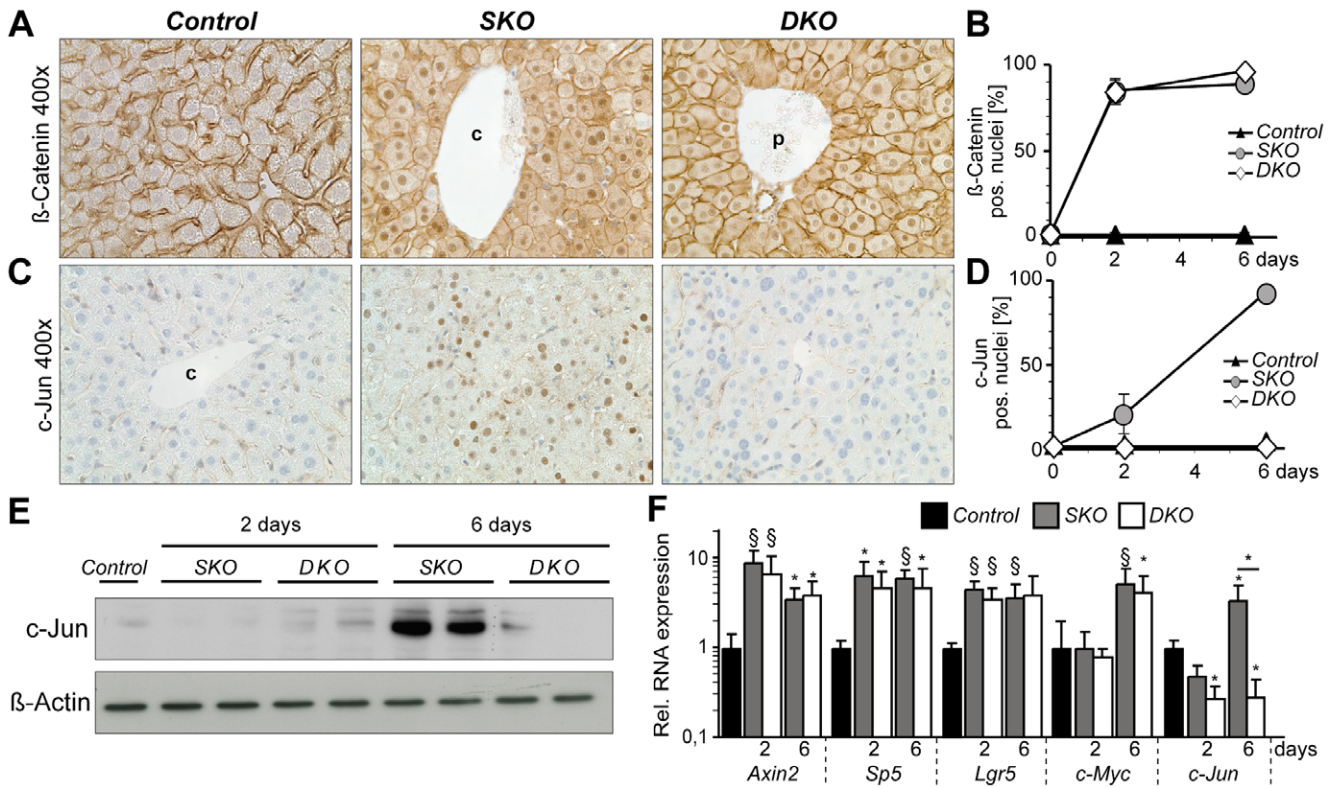 A
Control
SKO
DKO
ß-Catenin 400x
c
p
B
100
50
0
ß-Catenin
pos. nuclei [%]
0 2 4 6 days
Control
SKO
DKO
C
c-Jun 400x
c
D
100
50
0
c-Jun
pos. nuclei [%]
0 2 4 6 days
Control
SKO
DKO
E
2 days 6 days
Control SKO DKO SKO DKO
c-Jun
ß-Actin
F
Control SKO DKO
Rel. RNA expression
10
1
0,1
§ § * * * * § * § § § § * * * * *
2 6 2 6 2 6 2 6 2 6 days
Axin2 Sp5 Lgr5 c-Myc c-Jun